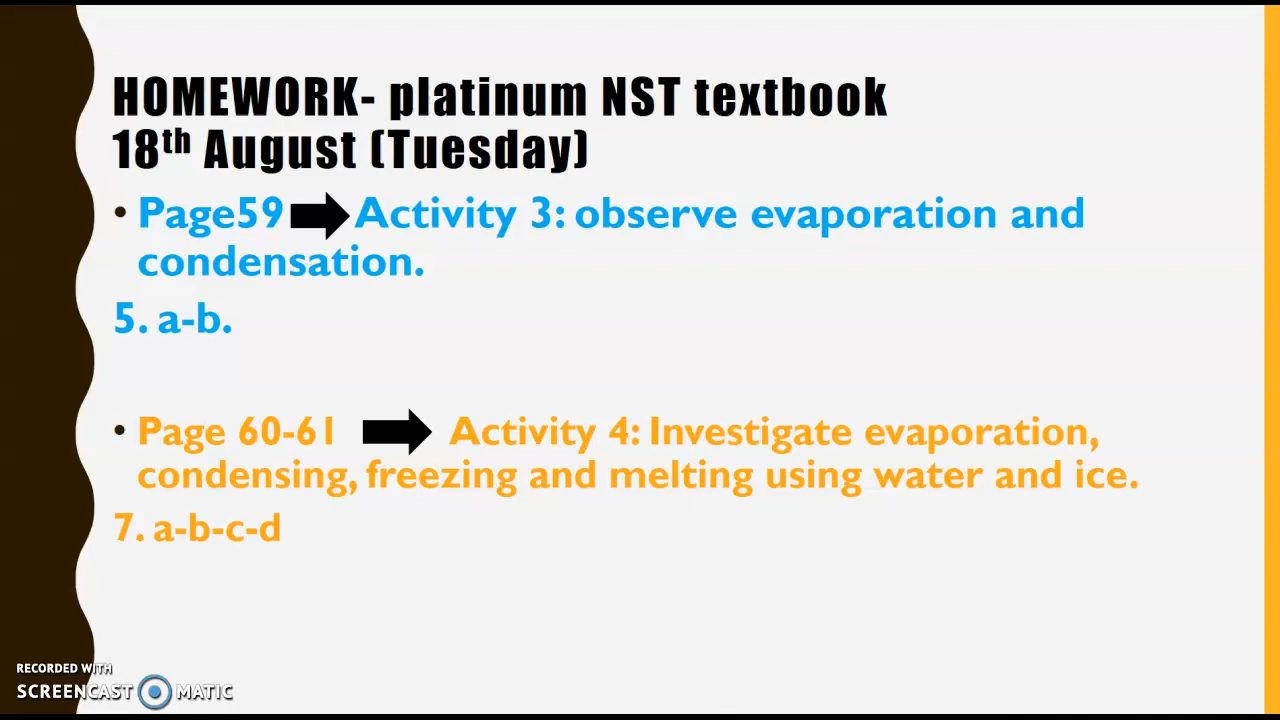 HOMEWORK- platinum NST textbook
18th August (Tuesday)
• Page59 Activity 3: observe evaporation and
condensation.
5. a-b.
• Page 60-61 Activity 4: Investigate evaporation,
condensing, freezing and melting using water and ice.
7. a-b-c-d
RECORDED WITH
SCREENCAST MATIC